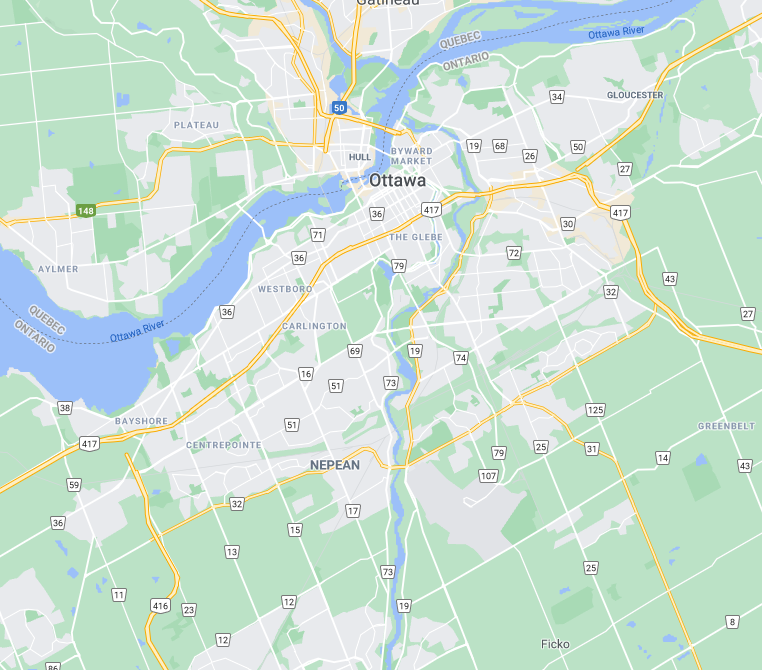 Gatineau
QUEBEC
ONTARIO
Ottawa River
50
34
GLOUCESTER
PLATEAU
HULL
BYWARD
MARKET
19
68
26
50
27
Ottawa
148
36
417
417
30
71
THE GLEBE
72
36
79
AYLMER
43
WESTBORO
32
36
27
QUEBEC
ONTARIO
Ottawa River
CARLINGTON
69
19
74
16
51
73
38
BAYSHORE
125
51
GREENBELT
417
CENTREPOINTE
25
31
79
14
43
NEPEAN
107
59
32
17
36
15
13
73
25
11
12
416
23
19
8
12
Ficko
86